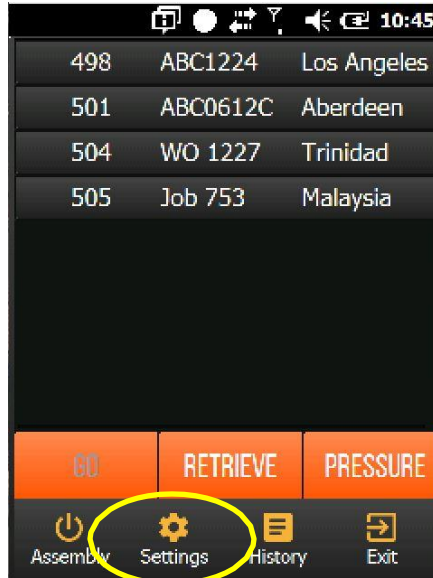 10:45
498 ABC1224 Los Angeles
501 ABC0612C Aberdeen
504 WO 1227 Trinidad
505 Job 753 Malaysia
GO RETRIEVE PRESSURE
Assembly Settings History Exit